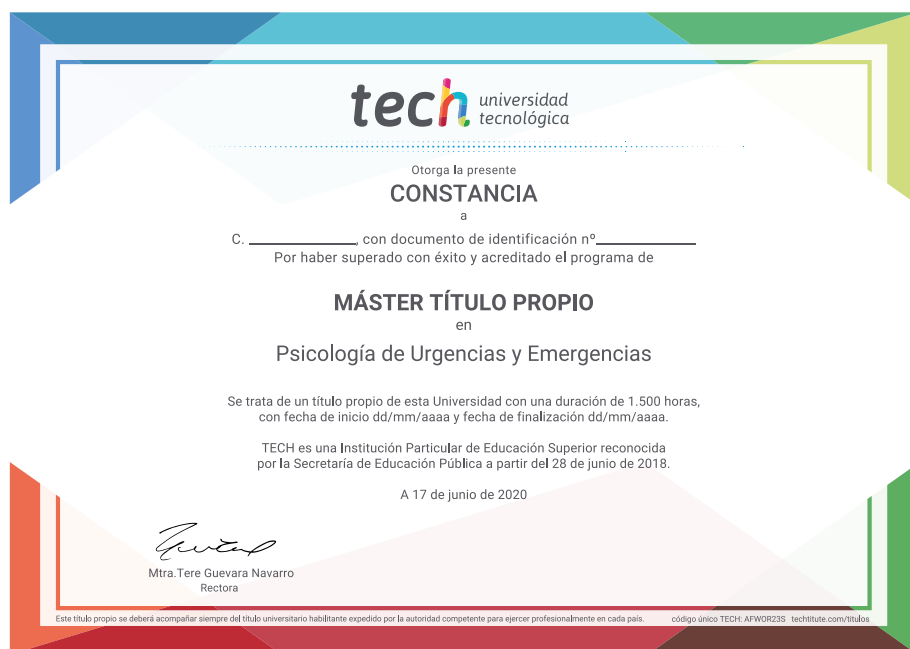 tech universidad
tecnológica
Otorga la presente
CONSTANCIA
a
C. ____________, con documento de identificación nº____________
Por haber superado con éxito y acreditado el programa de
MÁSTER TÍTULO PROPIO
en
Psicología de Urgencias y Emergencias
Se trata de un título propio de esta Universidad con una duración de 1.500 horas,
con fecha de inicio dd/mm/aaaa y fecha de finalización dd/mm/aaaa.
TECH es una Institución Particular de Educación Superior reconocida
por la Secretaría de Educación Pública a partir del 28 de junio de 2018.
A 17 de junio de 2020
Mtra.Tere Guevara Navarro
Rectora
Este título propio se deberá acompañar siempre del título universitario habilitante expedido por la autoridad competente para ejercer profesionalmente en cada país. código único TECH: AFWOR23S techtitute.com/titulos